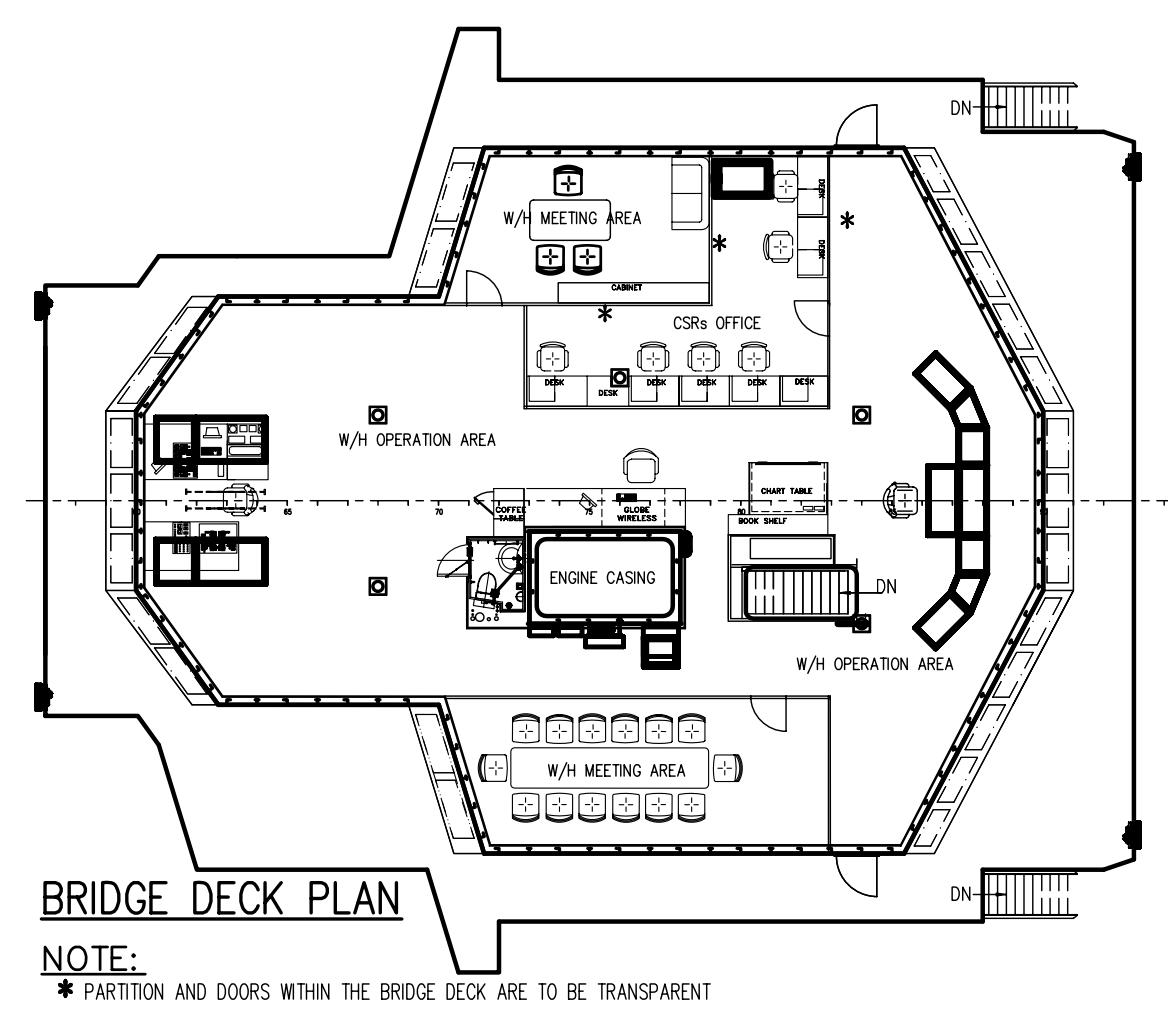 DN
DESK
W/H MEETING AREA
DESK
CABINET
CSRs OFFICE
DESK
DESK
DESK
DESK
DESK
DESK
W/H OPERATION AREA
CHART TABLE
65
70
COFFEE
TABLE
75
GLOBE
WIRELESS
80
BOOK SHELF
ENGINE CASING
DN
W/H OPERATION AREA
W/H MEETING AREA
DN
BRIDGE DECK PLAN
NOTE:
* PARTITION AND DOORS WITHIN THE BRIDGE DECK ARE TO BE TRANSPARENT